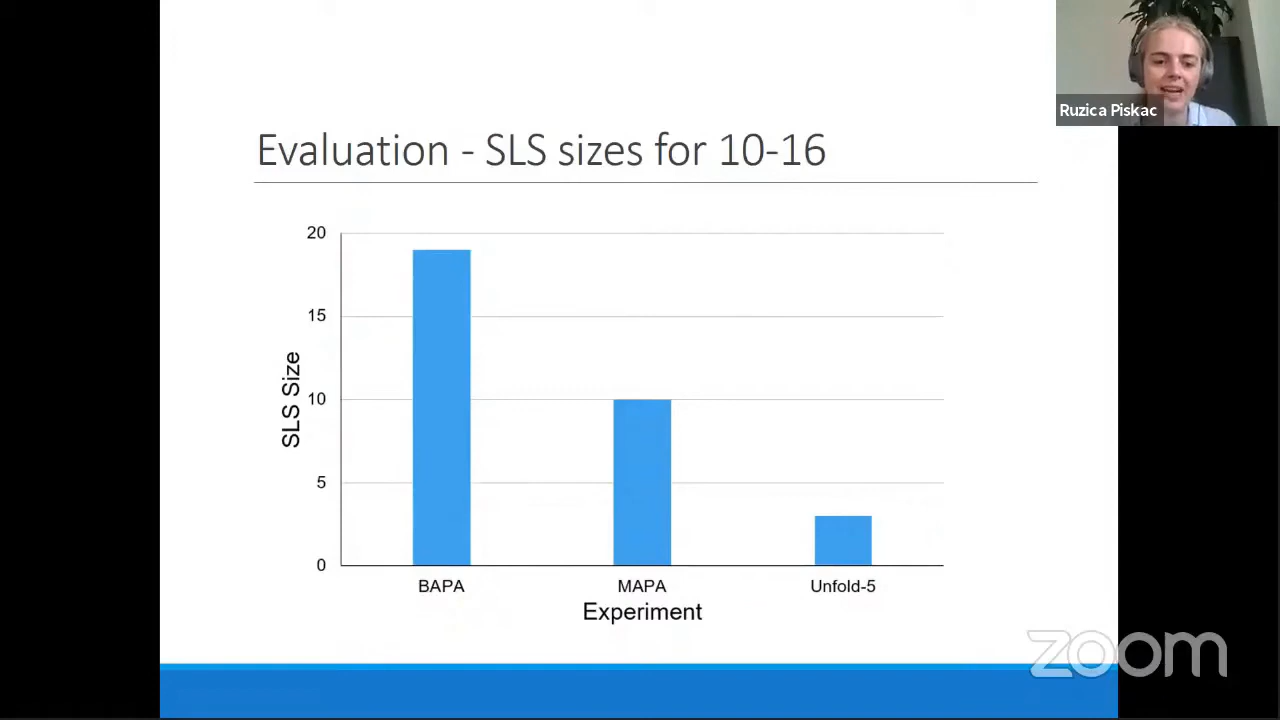 Ruzica Piskac
Evaluation - SLS sizes for 10-16
20
15
10
5
0
SLS Size
BAPA
MAPA
Unfold-5
Experiment
zoom